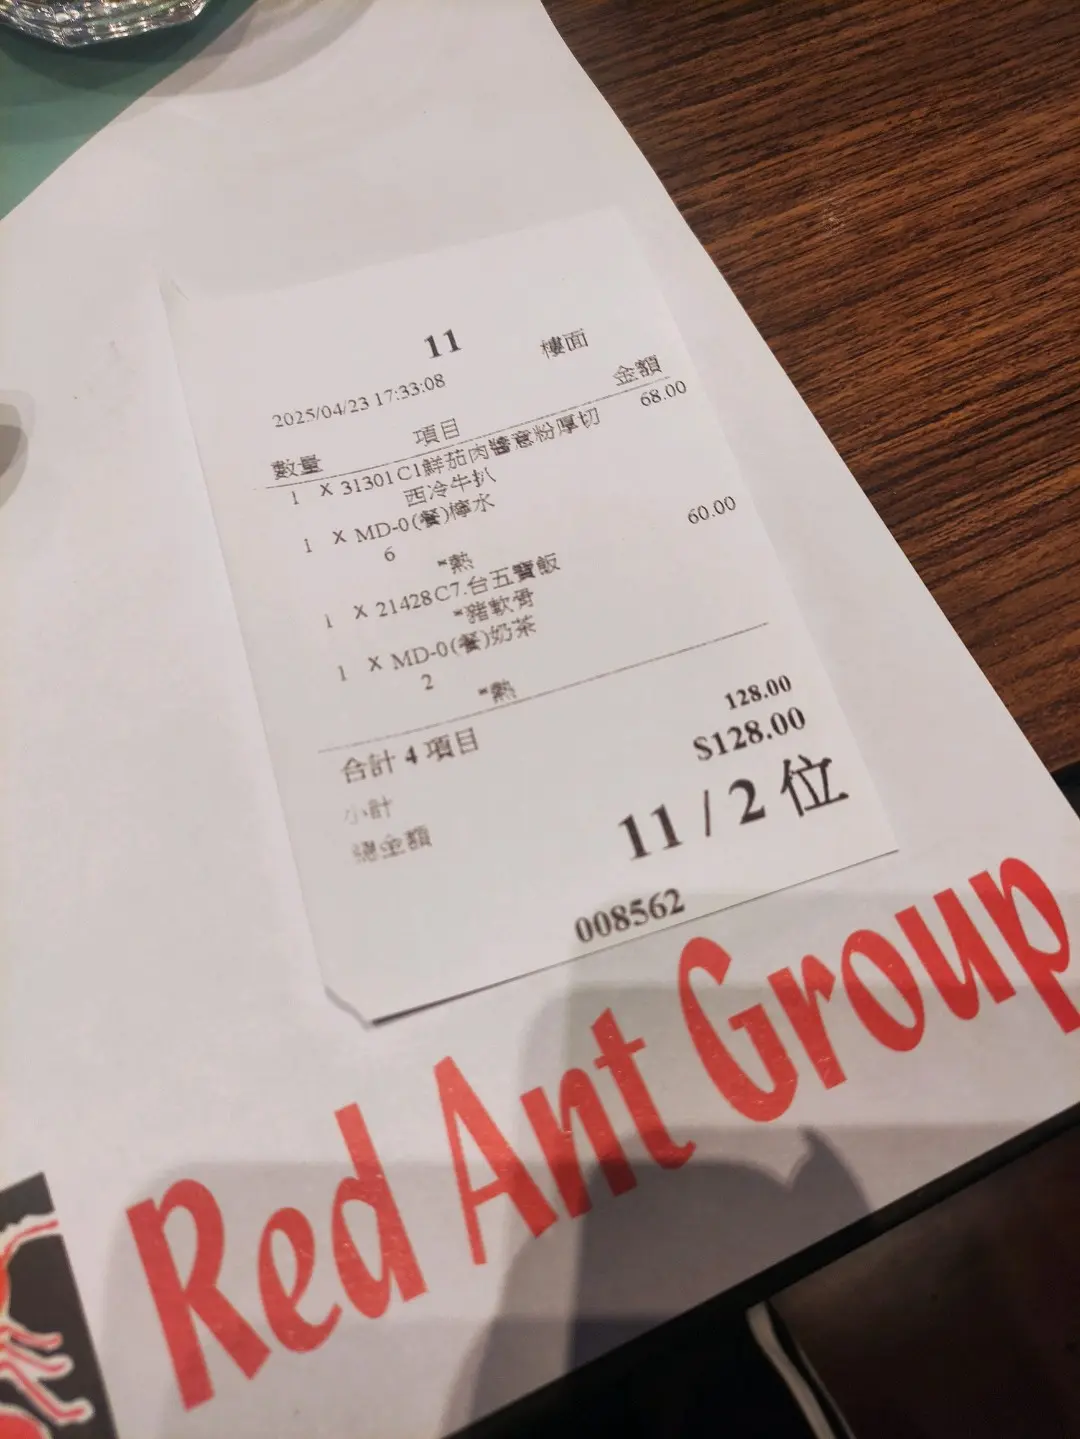 11
樓面
2025/04/23 17:33:08
數量 項目 金額
1 X 31301 C1鮮茄肉醬意粉厚切 68.00
西冷牛扒
1 X MD-0 (餐)檸水
6
*熱
1 X 21428 C7.台五寶飯 60.00
*豬軟骨
1 X MD-0 (餐)奶茶
2
*熱
合計 4 項目
小計 128.00
總金額 $128.00
11 / 2 位
008562
Red Ant Group